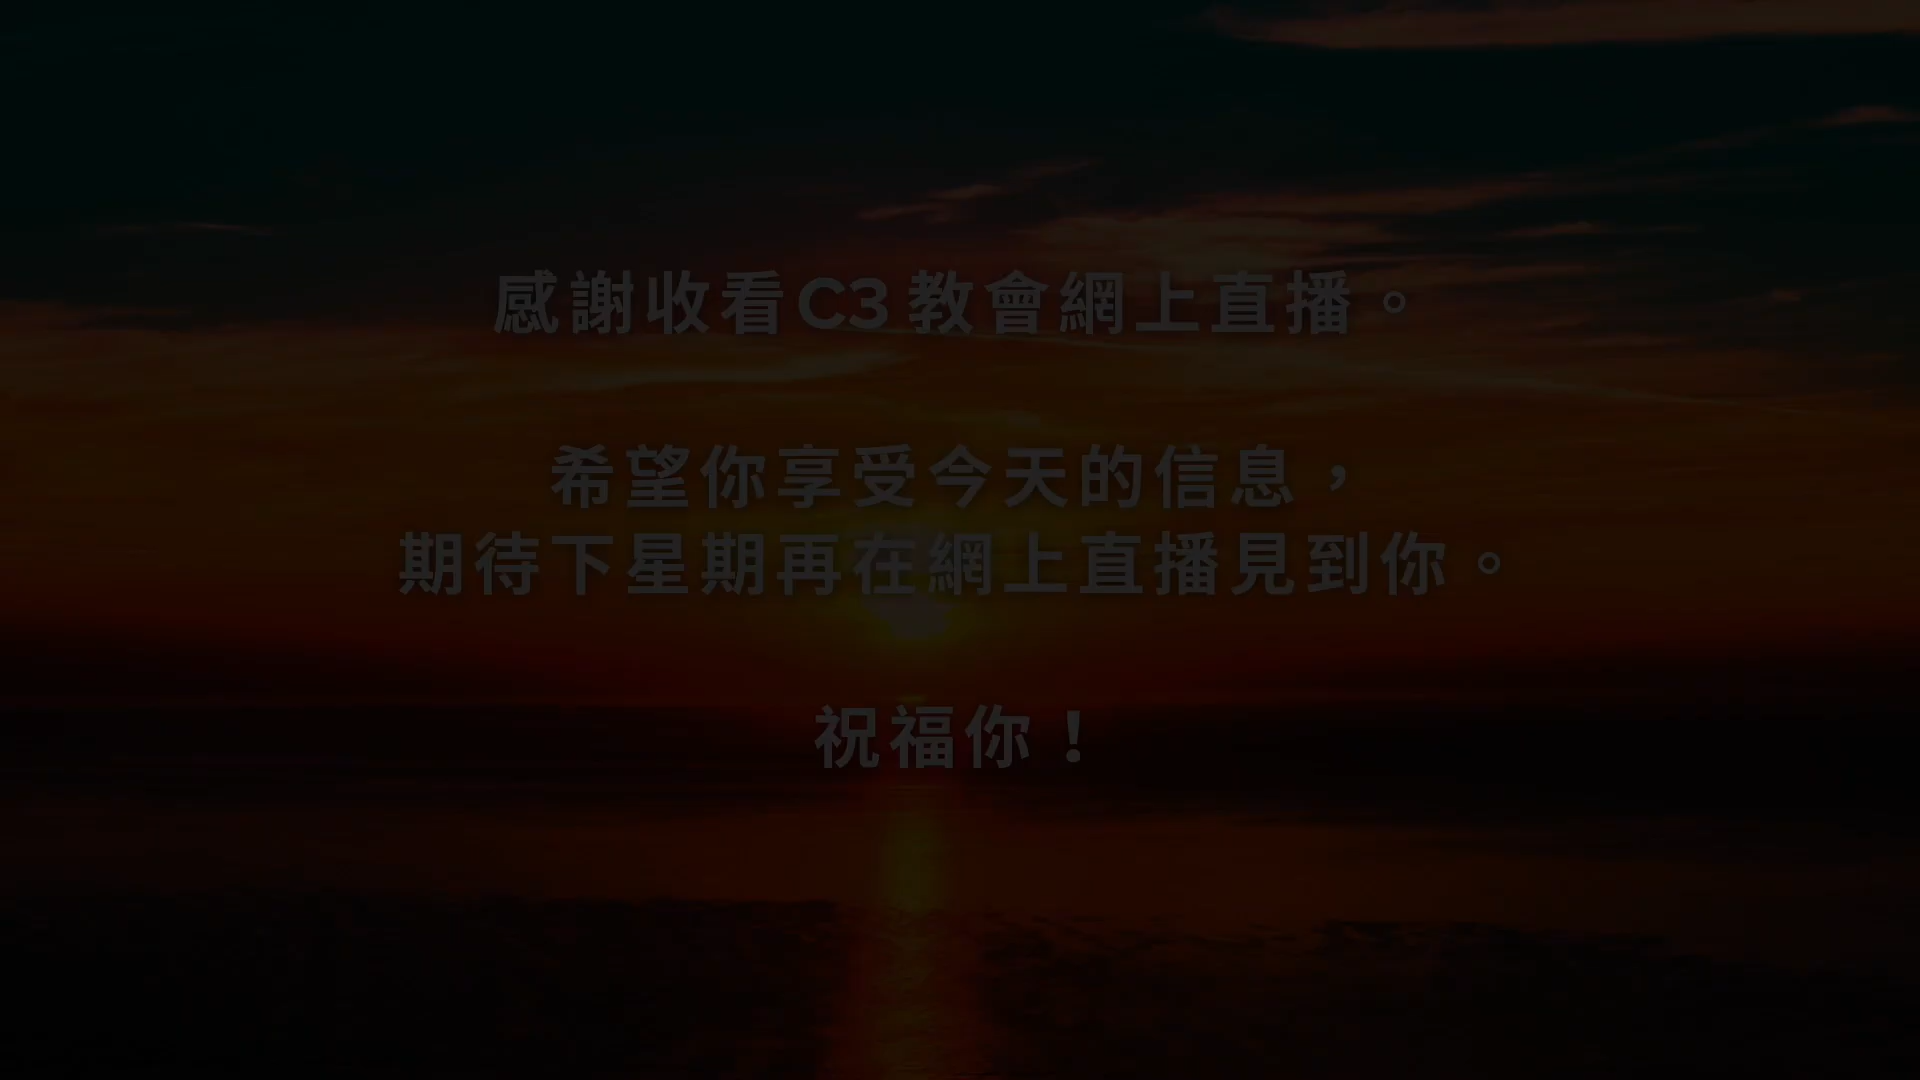 感謝收看C3教會網上直播。
希望你享受今天的信息，
期待下星期再在網上直播見到你。
祝福你！